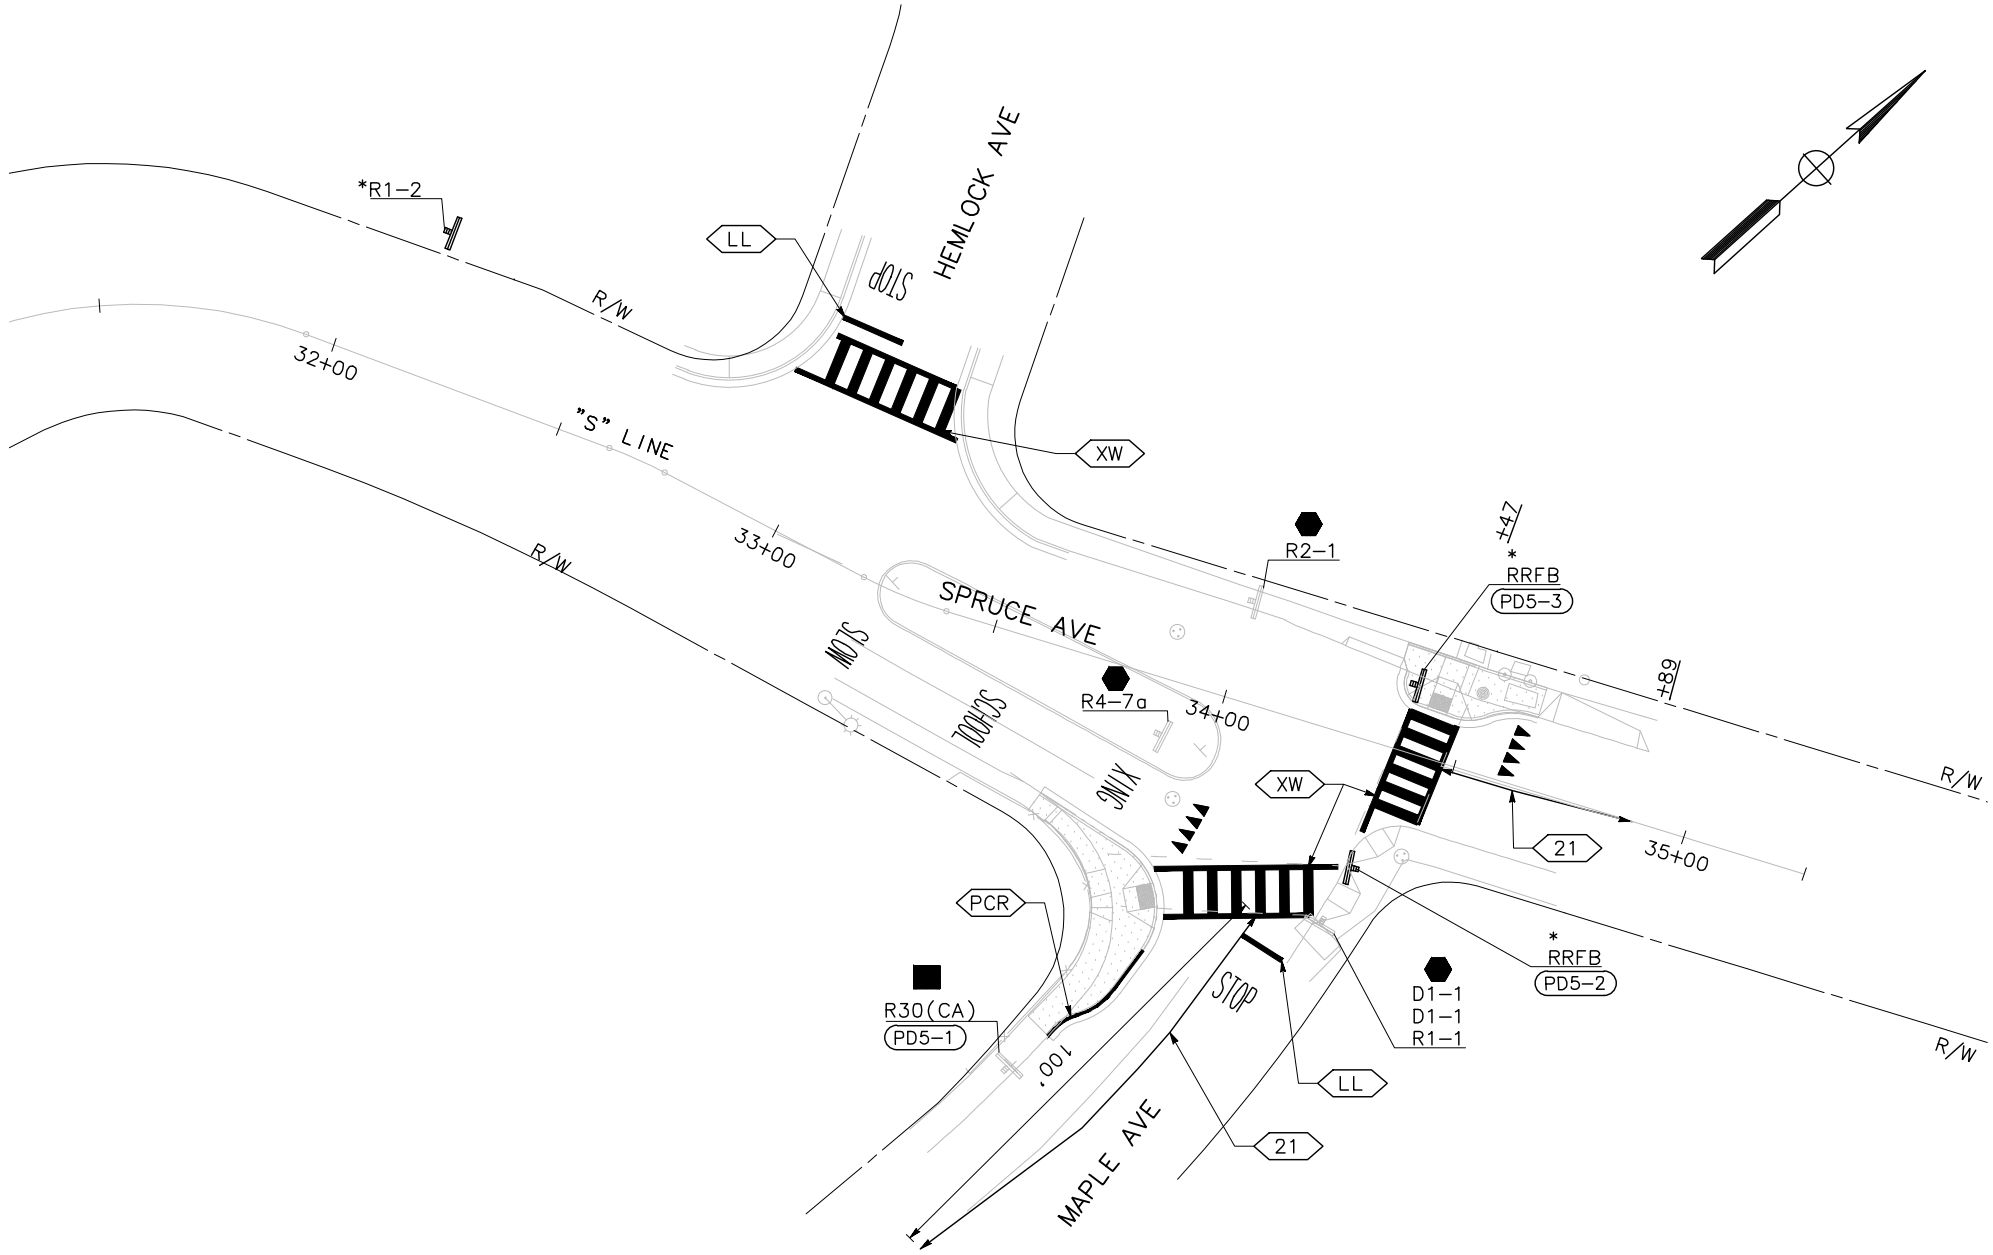 HEMLOCK AVE
*R1-2
LL
STOP
R/W
32+00
"S" LINE
XW
33+00
R/W
R2-1
+47
*
RRFB
PD5-3
SPRUCE AVE
SLOW
SCHOOL
XING
R4-7a
34+00
+89
R/W
XW
21
35+00
PCR
*
RRFB
PD5-2
D1-1
D1-1
R1-1
R30(CA)
PD5-1
STOP
100'
R/W
LL
21
MAPLE AVE